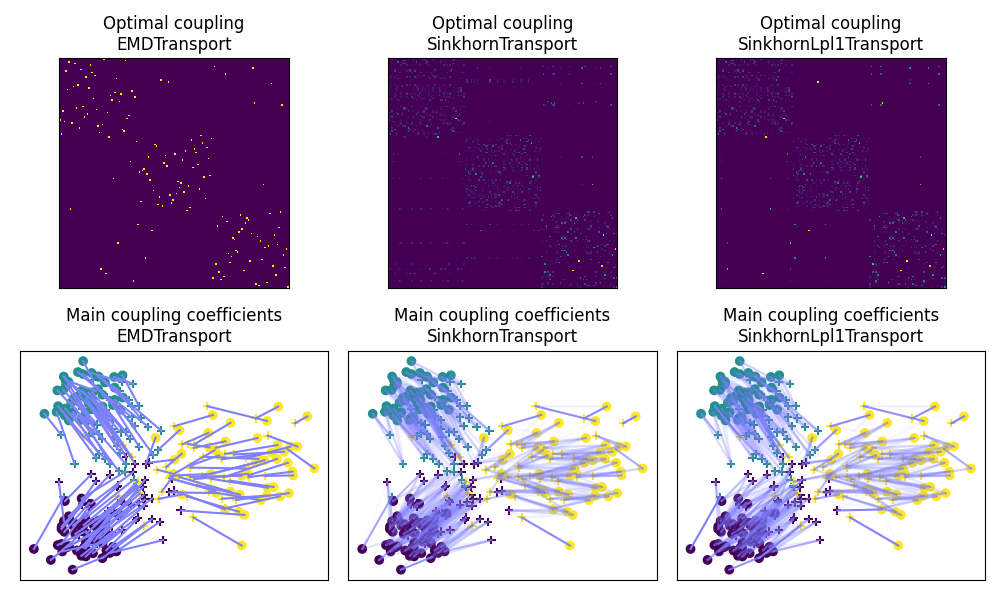 Optimal coupling
EMDTransport
Optimal coupling
SinkhornTransport
Optimal coupling
SinkhornLpl1Transport
Main coupling coefficients
EMDTransport
Main coupling coefficients
SinkhornTransport
Main coupling coefficients
SinkhornLpl1Transport